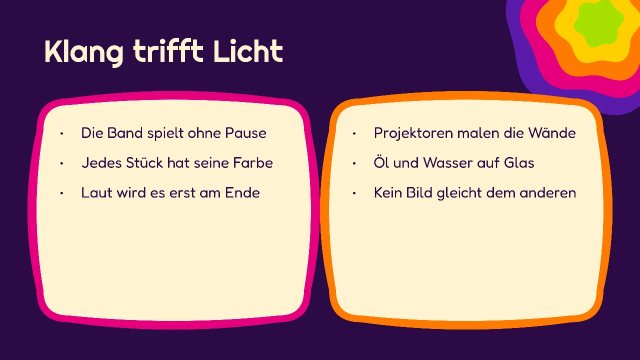 Klang trifft Licht
• Die Band spielt ohne Pause
• Jedes Stück hat seine Farbe
• Laut wird es erst am Ende
• Projektoren malen die Wände
• Öl und Wasser auf Glas
• Kein Bild gleicht dem anderen